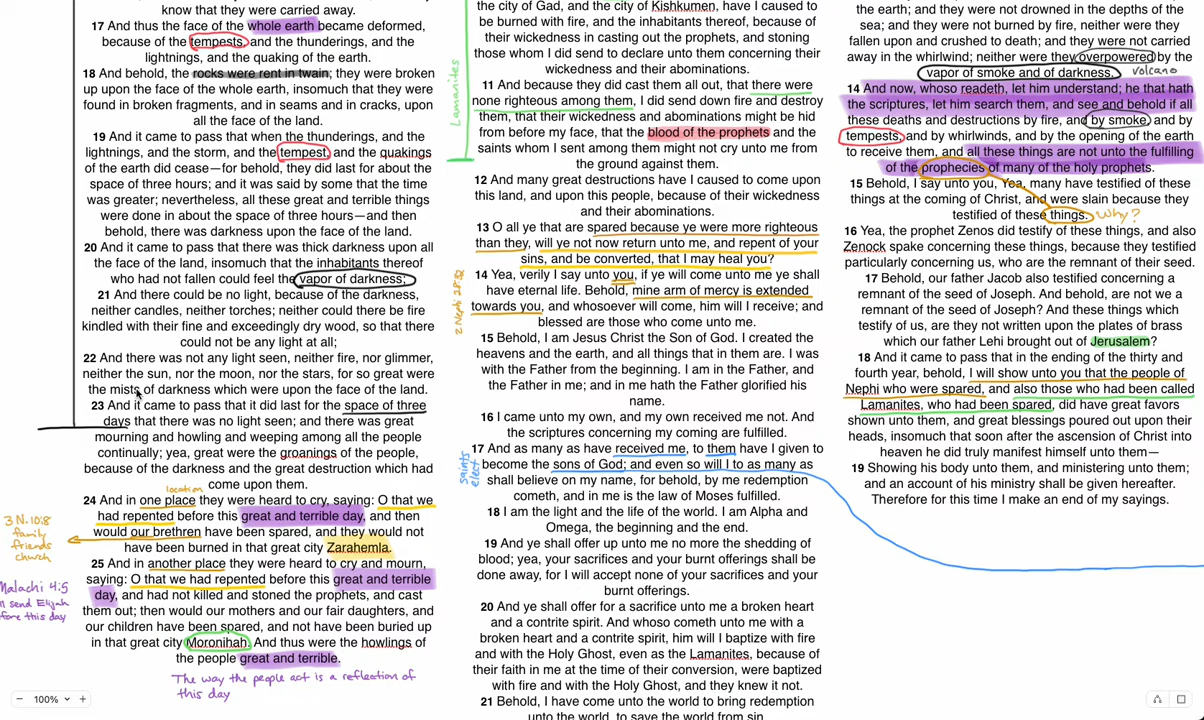 know that they were carried away.
17 And thus the face of the whole earth became deformed,
because of the tempests, and the thunderings, and the
lightnings, and the quaking of the earth.
18 And behold, the rocks were rent in twain; they were broken
up upon the face of the whole earth, insomuch that they were
found in broken fragments, and in seams and in cracks, upon
all the face of the land.
19 And it came to pass that when the thunderings, and the
lightnings, and the storm, and the tempest, and the quakings
of the earth did cease—for behold, they did last for about the
space of three hours; and it was said by some that the time
was greater; nevertheless, all these great and terrible things
were done in about the space of three hours—and then
behold, there was darkness upon the face of the land.
20 And it came to pass that there was thick darkness upon all
the face of the land, insomuch that the inhabitants thereof
who had not fallen could feel the vapor of darkness;
21 And there could be no light, because of the darkness,
neither candles, neither torches; neither could there be fire
kindled with their fine and exceedingly dry wood, so that there
could not be any light at all;
22 And there was not any light seen, neither fire, nor glimmer,
neither the sun, nor the moon, nor the stars, for so great were
the mists of darkness which were upon the face of the land.
23 And it came to pass that it did last for the space of three
days that there was no light seen; and there was great
mourning and howling and weeping among all the people
continually; yea, great were the groanings of the people,
because of the darkness and the great destruction which had
come upon them.
location
24 And in one place they were heard to cry, saying: O that we
had repented before this great and terrible day, and then
would our brethren have been spared, and they would not
have been burned in that great city Zarahemla.
25 And in another place they were heard to cry and mourn,
saying: O that we had repented before this great and terrible
day, and had not killed and stoned the prophets, and cast
them out; then would our mothers and our fair daughters, and
our children have been spared, and not have been buried up
in that great city Moronihah. And thus were the howlings of
the people great and terrible.
The way the people act is a reflection of
this day
3 N. 10:8
family
friends
church
Malachi 4:5
send Elijah
fore this day
100%
the city of Gad, and the city of Kishkumen, have I caused to
be burned with fire, and the inhabitants thereof, because of
their wickedness in casting out the prophets, and stoning
those whom I did send to declare unto them concerning their
wickedness and their abominations.
11 And because they did cast them all out, that there were
none righteous among them, I did send down fire and destroy
them, that their wickedness and abominations might be hid
from before my face, that the blood of the prophets and the
saints whom I sent among them might not cry unto me from
the ground against them.
Lamanites
12 And many great destructions have I caused to come upon
this land, and upon this people, because of their wickedness
and their abominations.
13 O all ye that are spared because ye were more righteous
than they, will ye not now return unto me, and repent of your
sins, and be converted, that I may heal you?
14 Yea, verily I say unto you, if ye will come unto me ye shall
have eternal life. Behold, mine arm of mercy is extended
towards you, and whosoever will come, him will I receive; and
blessed are those who come unto me.
2 Nephi 28:32
15 Behold, I am Jesus Christ the Son of God. I created the
heavens and the earth, and all things that in them are. I was
with the Father from the beginning. I am in the Father, and
the Father in me; and in me hath the Father glorified his
name.
16 I came unto my own, and my own received me not. And
the scriptures concerning my coming are fulfilled.
17 And as many as have received me, to them have I given to
become the sons of God; and even so will I to as many as
shall believe on my name, for behold, by me redemption
cometh, and in me is the law of Moses fulfilled.
saints
elect
18 I am the light and the life of the world. I am Alpha and
Omega, the beginning and the end.
19 And ye shall offer up unto me no more the shedding of
blood; yea, your sacrifices and your burnt offerings shall be
done away, for I will accept none of your sacrifices and your
burnt offerings.
20 And ye shall offer for a sacrifice unto me a broken heart
and a contrite spirit. And whoso cometh unto me with a
broken heart and a contrite spirit, him will I baptize with fire
and with the Holy Ghost, even as the Lamanites, because of
their faith in me at the time of their conversion, were baptized
with fire and with the Holy Ghost, and they knew it not.
21 Behold, I have come unto the world to bring redemption
unto the world, to save the world from sin.
the earth; and they were not drowned in the depths of the
sea; and they were not burned by fire, neither were they
fallen upon and crushed to death; and they were not carried
away in the whirlwind; neither were they overpowered by the
vapor of smoke and of darkness. volcano
14 And now, whoso readeth, let him understand; he that hath
the scriptures, let him search them, and see and behold if all
these deaths and destructions by fire, and by smoke, and by
tempests, and by whirlwinds, and by the opening of the earth
to receive them, and all these things are not unto the fulfilling
of the prophecies of many of the holy prophets.
15 Behold, I say unto you, Yea, many have testified of these
things at the coming of Christ, and were slain because they
testified of these things. Why?
16 Yea, the prophet Zenos did testify of these things, and also
Zenock spake concerning these things, because they testified
particularly concerning us, who are the remnant of their seed.
17 Behold, our father Jacob also testified concerning a
remnant of the seed of Joseph. And behold, are not we a
remnant of the seed of Joseph? And these things which
testify of us, are they not written upon the plates of brass
which our father Lehi brought out of Jerusalem?
18 And it came to pass that in the ending of the thirty and
fourth year, behold, I will show unto you that the people of
Nephi who were spared, and also those who had been called
Lamanites, who had been spared, did have great favors
shown unto them, and great blessings poured out upon their
heads, insomuch that soon after the ascension of Christ into
heaven he did truly manifest himself unto them—
19 Showing his body unto them, and ministering unto them;
and an account of his ministry shall be given hereafter.
Therefore for this time I make an end of my sayings.